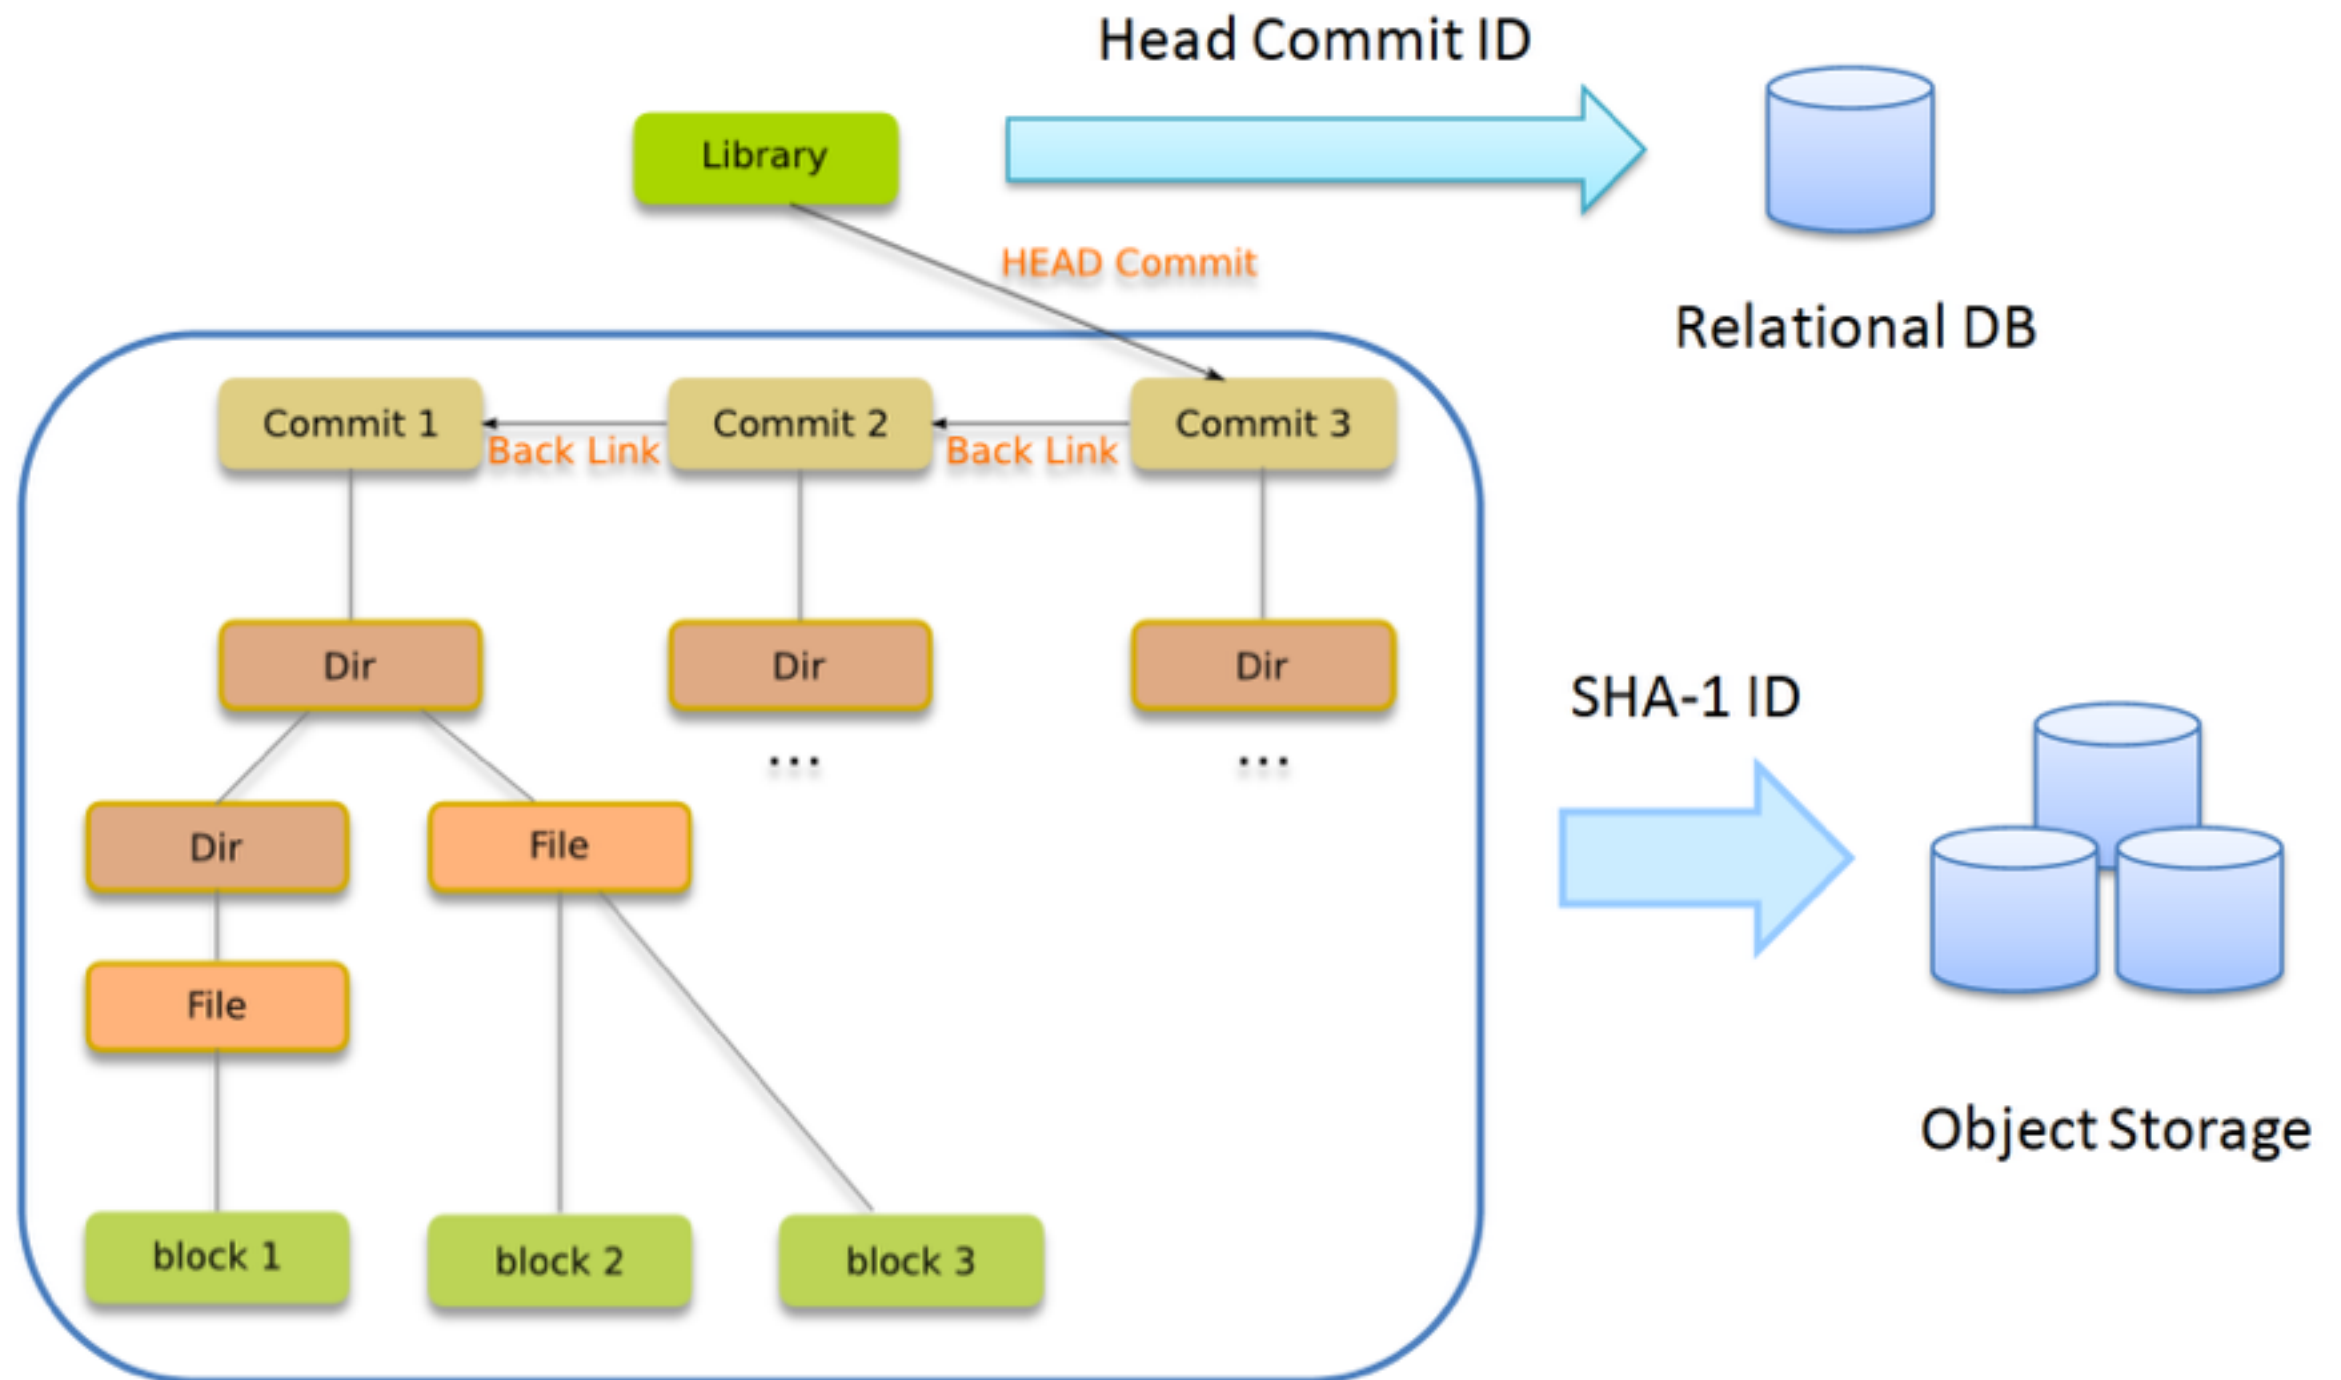 Head Commit ID
Library
HEAD Commit
Relational DB
Commit 1
Back Link
Commit 2
Back Link
Commit 3
Dir
Dir
Dir
...
...
SHA-1 ID
Dir
File
File
Object Storage
block 1
block 2
block 3